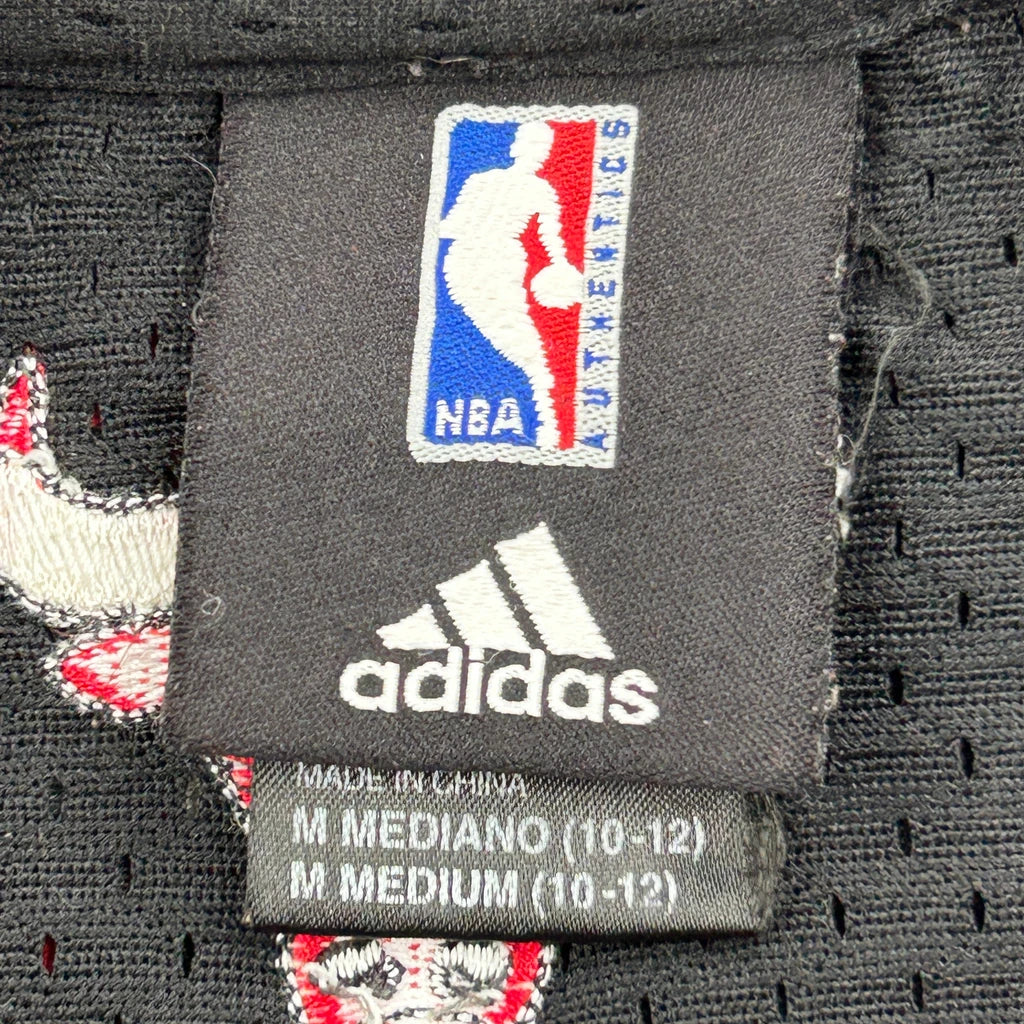 NBA
AUTHENTICS
adidas
MADE IN CHINA
M MEDIANO (10-12)
M MEDIUM (10-12)